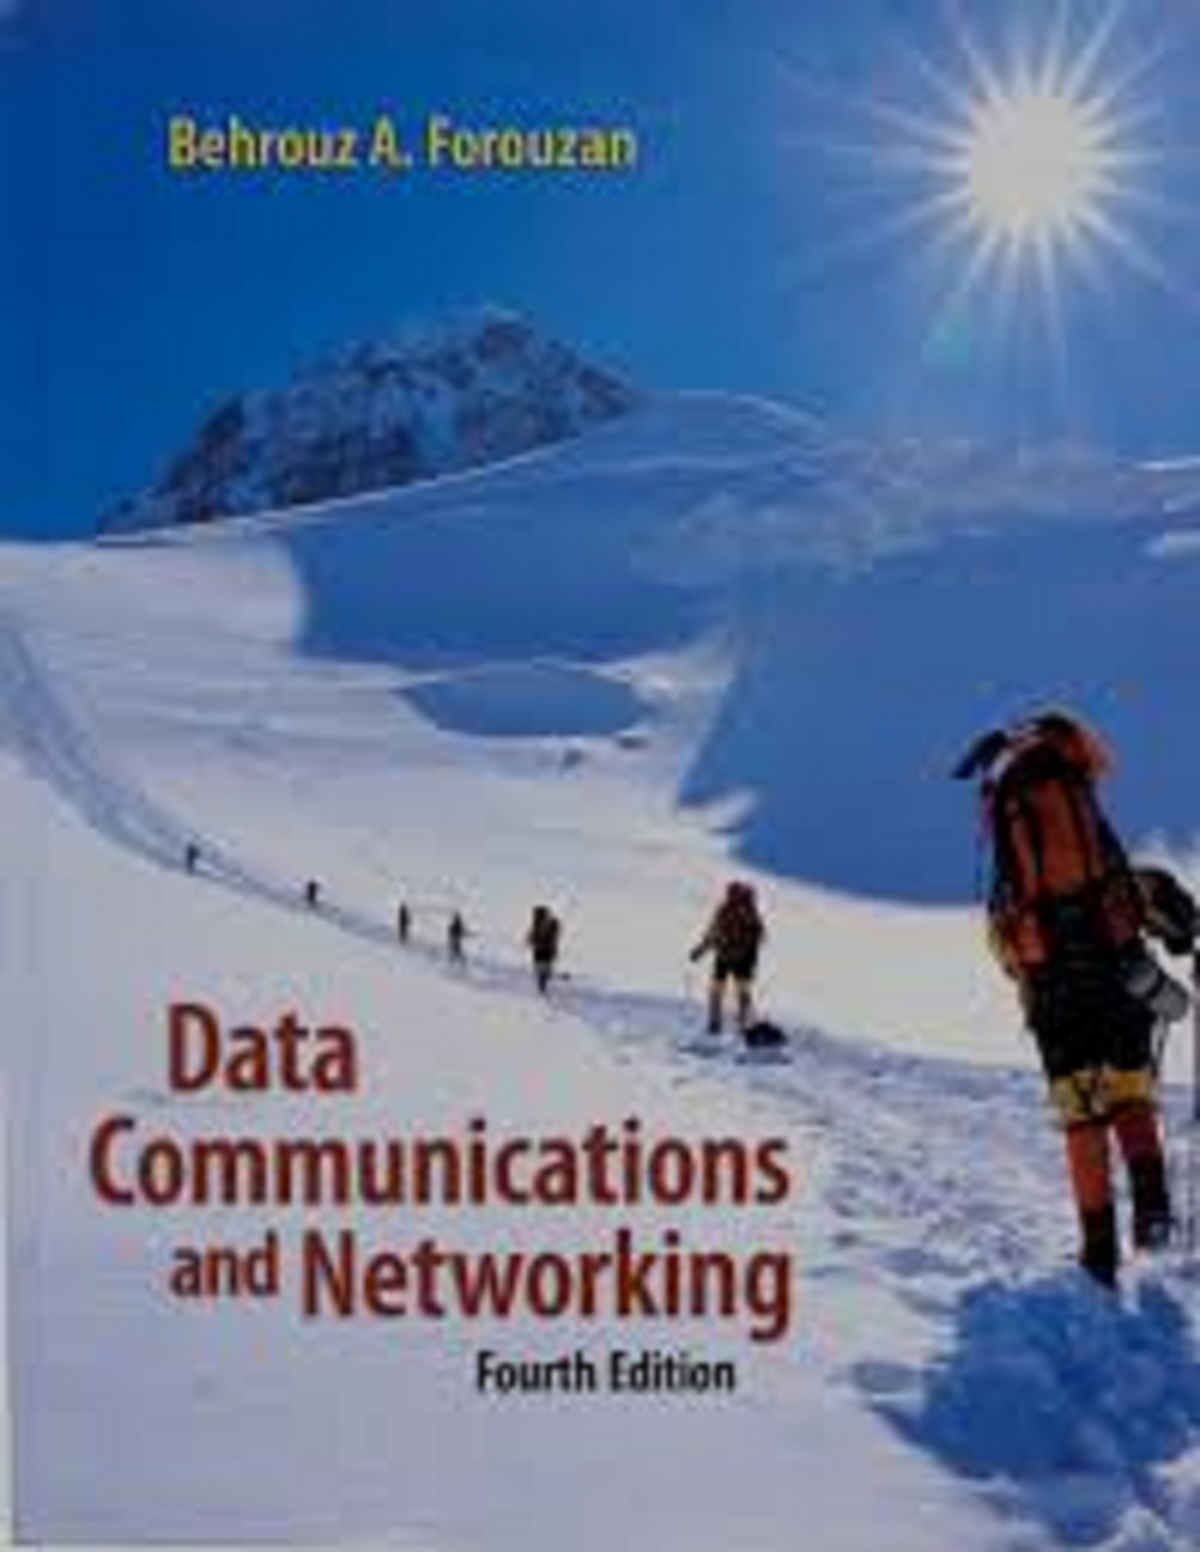 Behrouz A. Forouzan
Data
Communications
and Networking
Fourth Edition